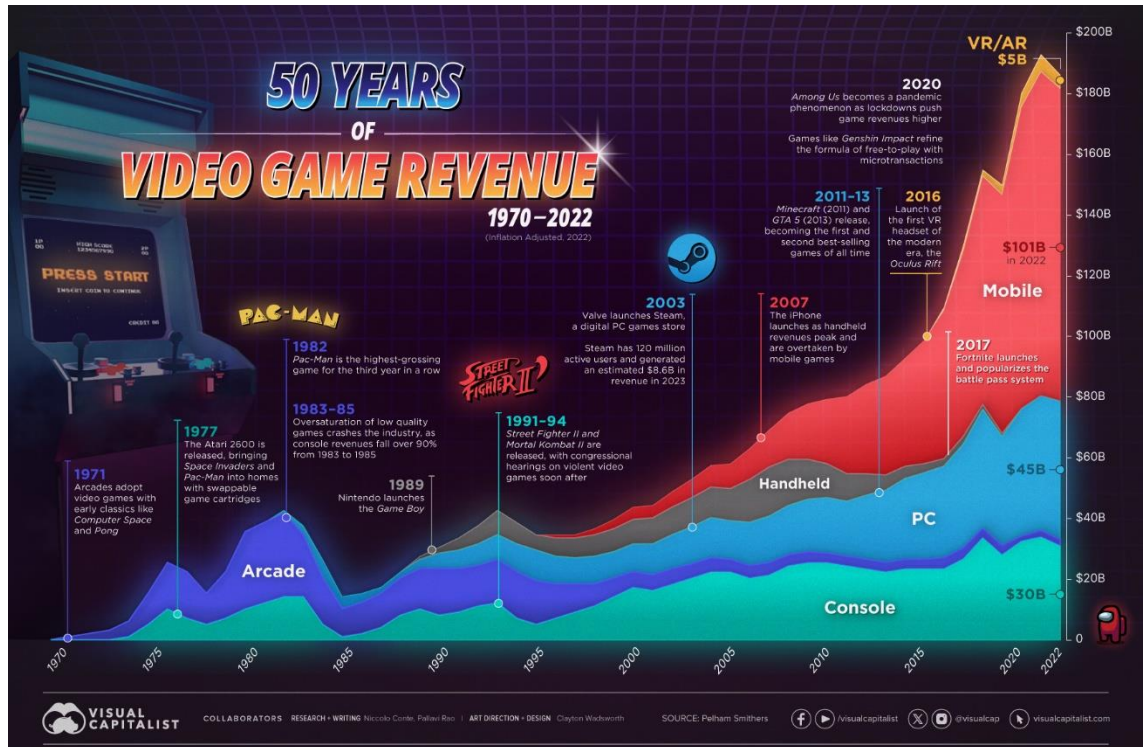 50 YEARS
OF
VIDEO GAME REVENUE
1970–2022
(Inflation Adjusted, 2022)
1P
00
HIGH SCORE
1234567930
2P
00
PRESS START
INSERT COIN TO CONTINUE
CREDIT 00
PAC-MAN
1971
Arcades adopt
video games with
early classics like
Computer Space
and Pong
1977
The Atari 2600 is
released, bringing
Space Invaders and
Pac-Man into homes
with swappable
game cartridges
1982
Pac-Man is the highest-grossing
game for the third year in a row
1983–85
Oversaturation of low quality
games crashes the industry, as
console revenues fall over 90%
from 1983 to 1985
1989
Nintendo launches
the Game Boy
STREET
FIGHTER II
1991–94
Street Fighter II and
Mortal Kombat II are
released, with congressional
hearings on violent video
games soon after
2003
Valve launches Steam,
a digital PC games store
Steam has 120 million
active users and generated
an estimated $8.6B in
revenue in 2023
2007
The iPhone
launches as handheld
revenues peak and
are overtaken by
mobile games
2011–13
Minecraft (2011) and
GTA 5 (2013) release,
becoming the first and
second best-selling
games of all time
2016
Launch of
the first VR
headset of
the modern
era, the
Oculus Rift
2017
Fortnite launches
and popularizes the
battle pass system
2020
Among Us becomes a pandemic
phenomenon as lockdowns push
game revenues higher
Games like Genshin Impact refine
the formula of free-to-play with
microtransactions
VR/AR
$5B
$101B
in 2022
Mobile
Handheld
$45B
PC
Arcade
$30B
Console
$200B
$180B
$160B
$140B
$120B
$100B
$80B
$60B
$40B
$20B
0
1970
1975
1980
1985
1990
1995
2000
2005
2010
2015
2020
2022
VISUAL
CAPITALIST
COLLABORATORS RESEARCH + WRITING Niccolo Conte, Pallavi Rao | ART DIRECTION + DESIGN Clayton Wadsworth
SOURCE: Pelham Smithers
/visualcapitalist
@visualcap
visualcapitalist.com